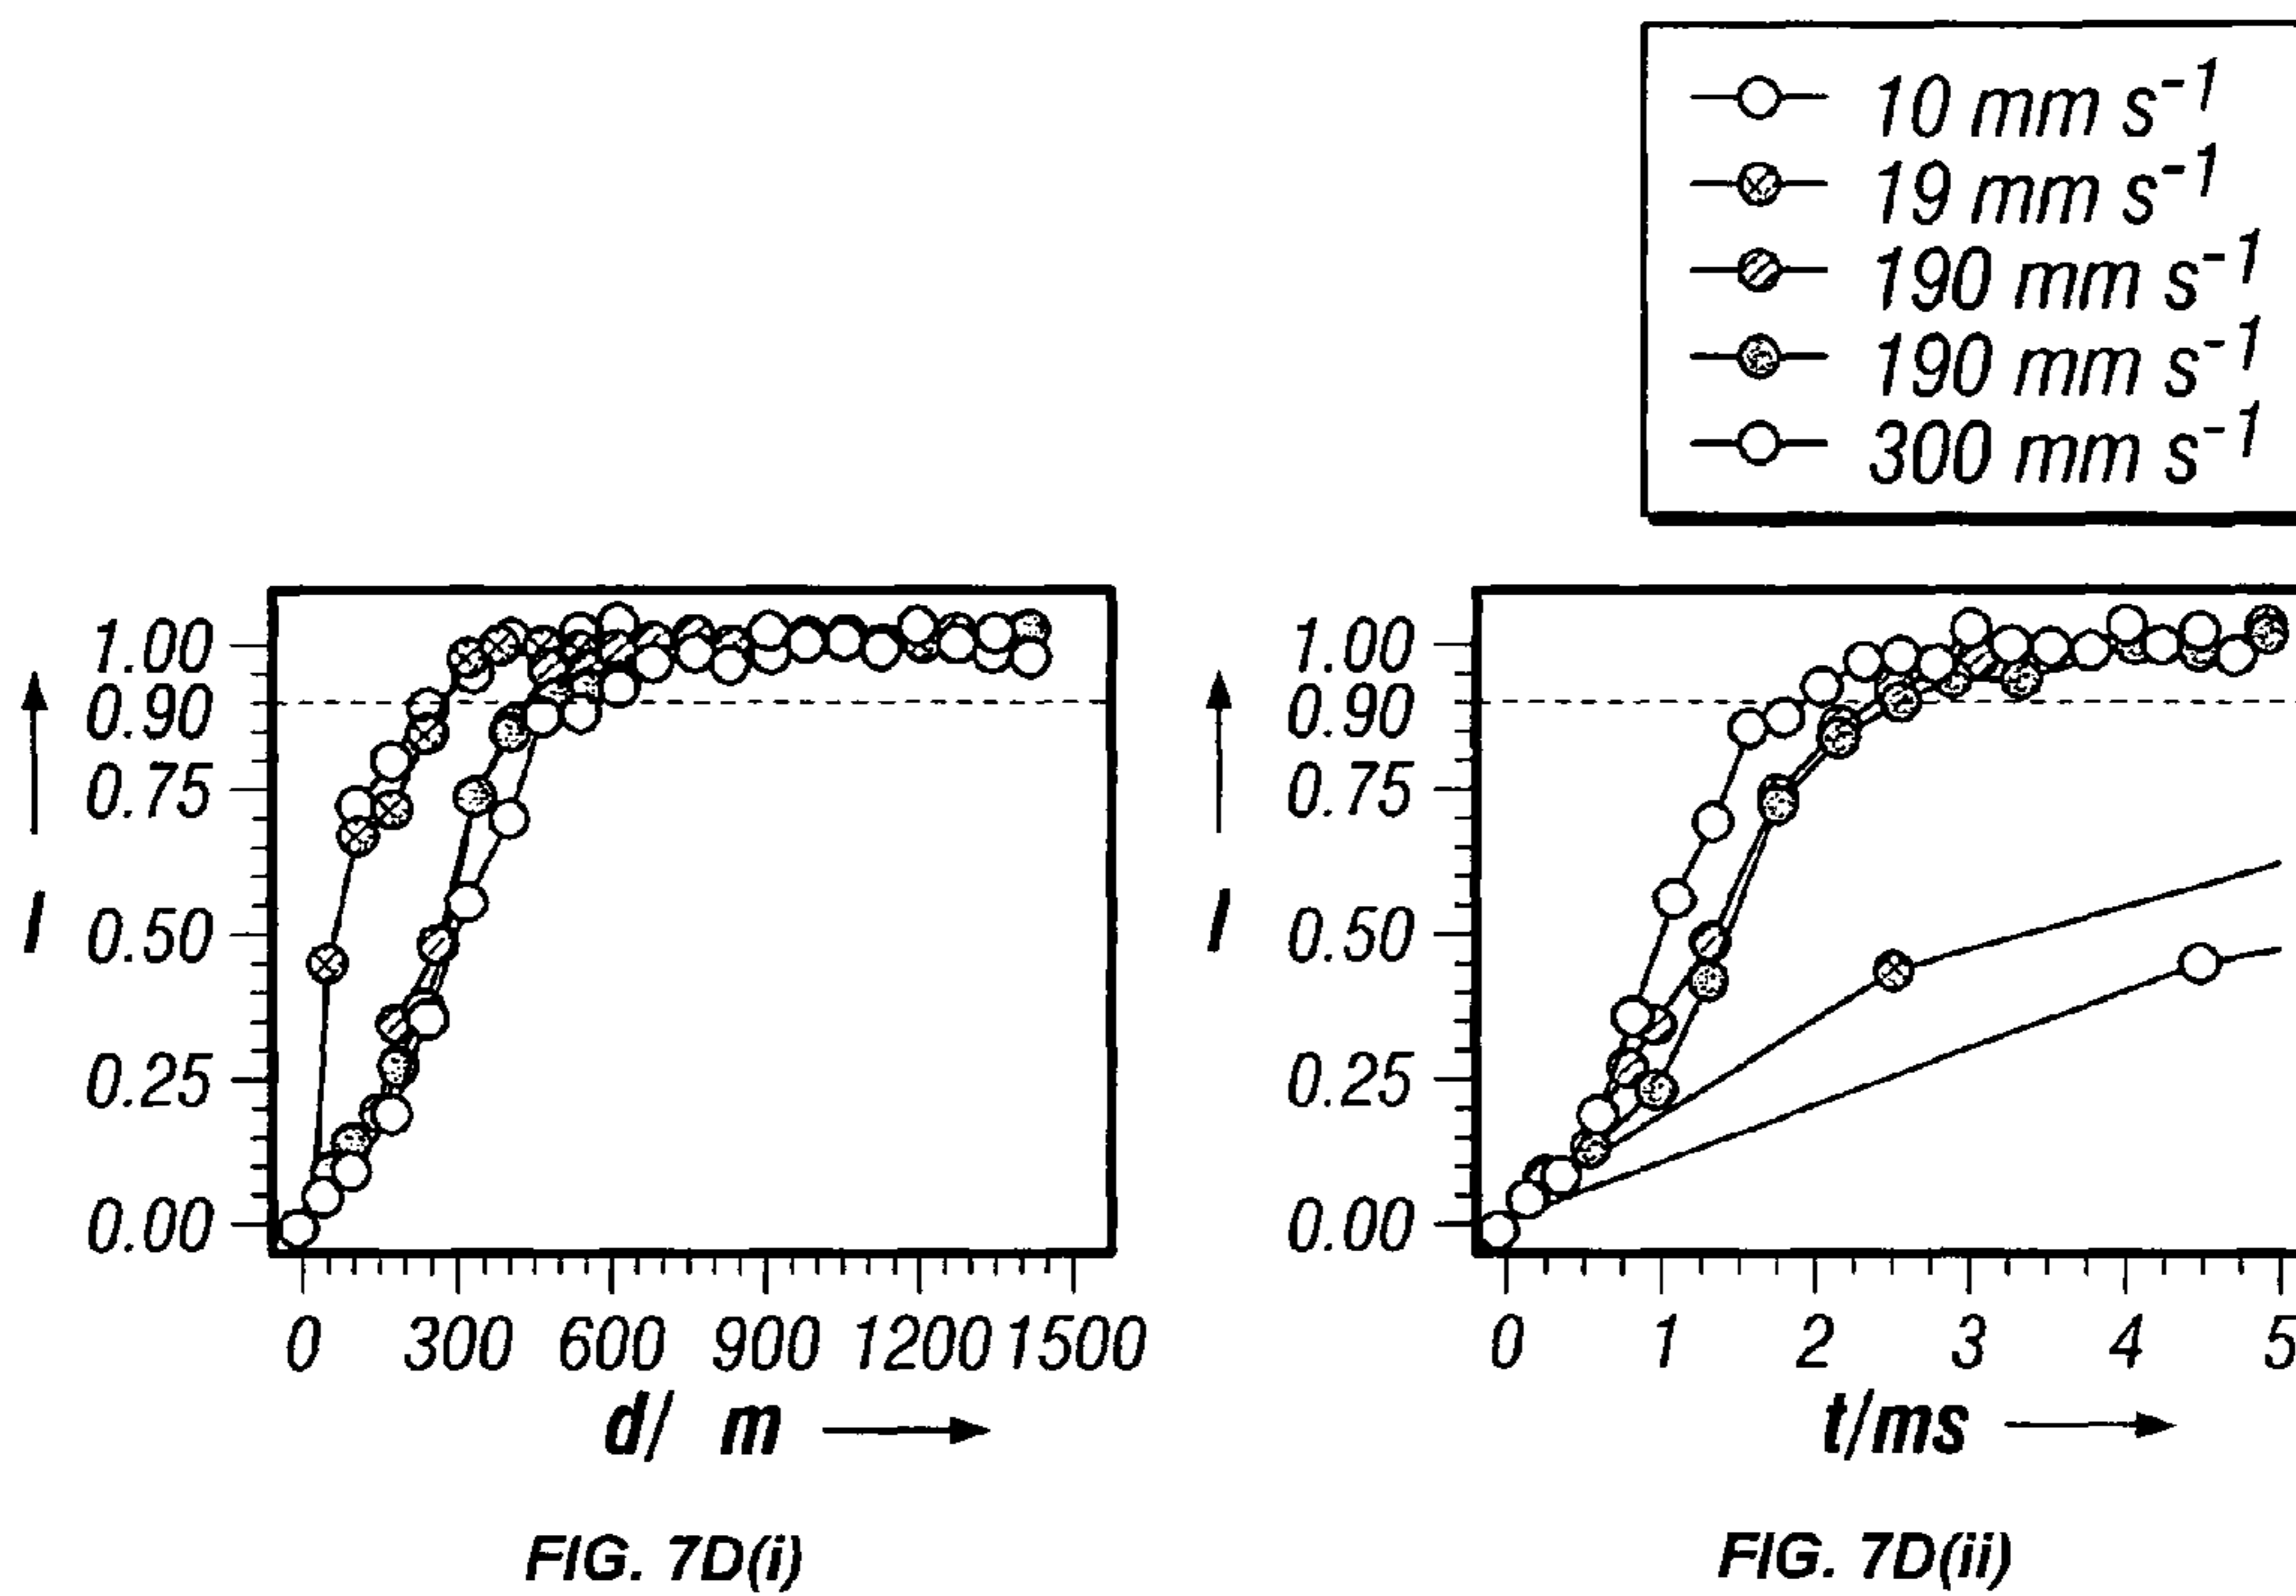 10 mm s⁻¹
19 mm s⁻¹
190 mm s⁻¹
190 mm s⁻¹
300 mm s⁻¹
1.00
0.90
0.75
I 0.50
0.25
0.00
0 300 600 900 1200 1500
d/ m
FIG. 7D(i)
1.00
0.90
0.75
I 0.50
0.25
0.00
0 1 2 3 4 5
t/ms
FIG. 7D(ii)